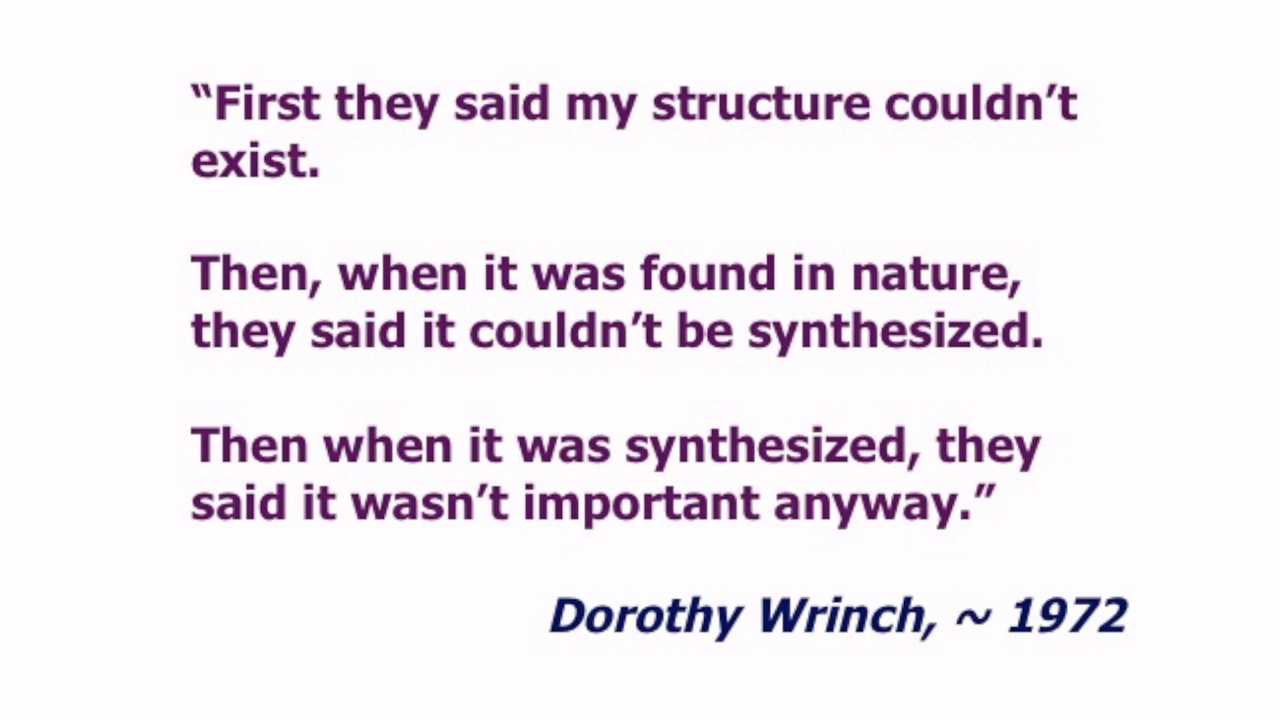 “First they said my structure couldn’t
exist.
Then, when it was found in nature,
they said it couldn’t be synthesized.
Then when it was synthesized, they
said it wasn’t important anyway.”
Dorothy Wrinch, ~ 1972